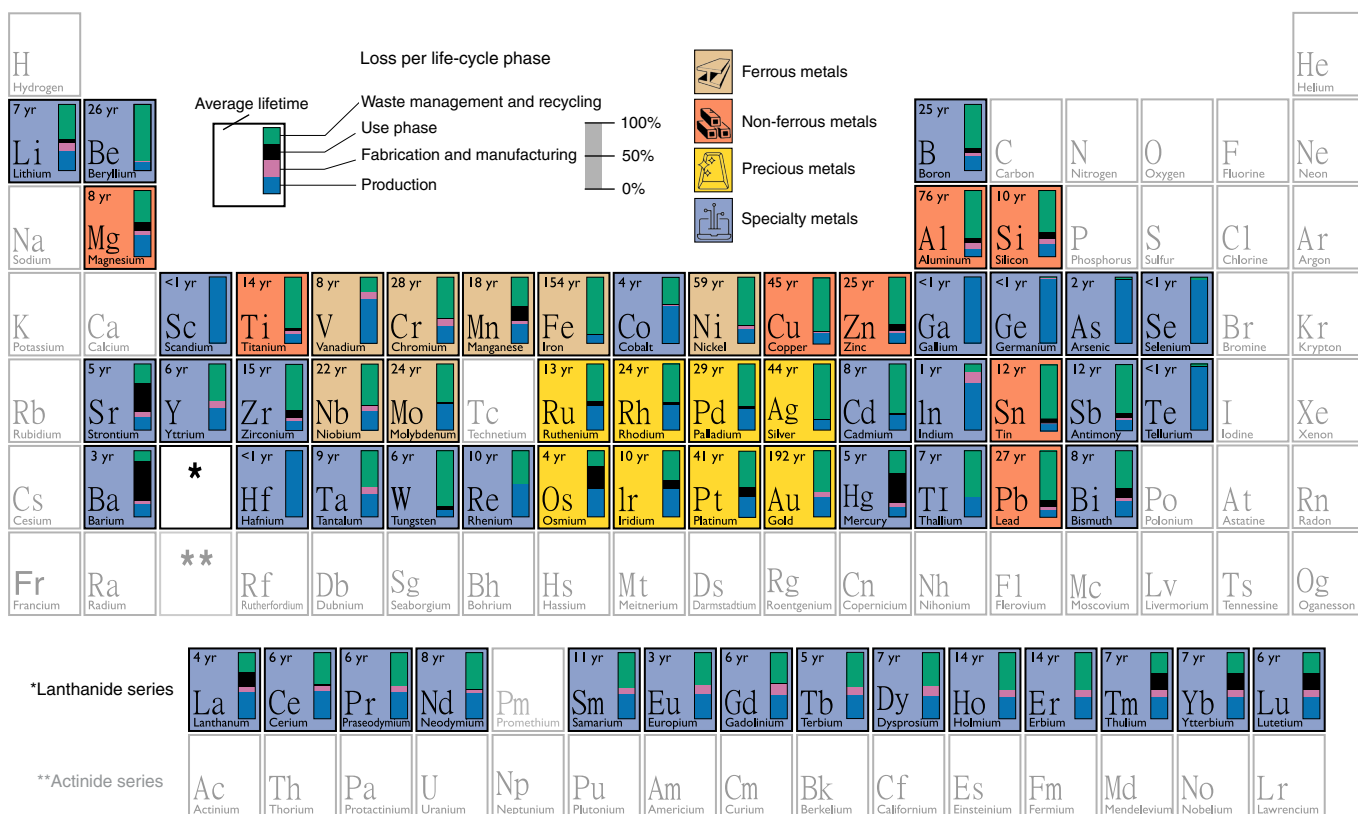 H
Hydrogen
Loss per life-cycle phase
Average lifetime
Waste management and recycling
Use phase
Fabrication and manufacturing
Production
100%
50%
0%
Ferrous metals
Non-ferrous metals
Precious metals
Specialty metals
He
Helium
7 yr
Li
Lithium
26 yr
Be
Beryllium
25 yr
B
Boron
C
Carbon
N
Nitrogen
O
Oxygen
F
Fluorine
Ne
Neon
Na
Sodium
8 yr
Mg
Magnesium
76 yr
Al
Aluminum
10 yr
Si
Silicon
P
Phosphorus
S
Sulfur
Cl
Chlorine
Ar
Argon
K
Potassium
Ca
Calcium
<1 yr
Sc
Scandium
14 yr
Ti
Titanium
8 yr
V
Vanadium
28 yr
Cr
Chromium
18 yr
Mn
Manganese
154 yr
Fe
Iron
4 yr
Co
Cobalt
59 yr
Ni
Nickel
45 yr
Cu
Copper
25 yr
Zn
Zinc
<1 yr
Ga
Gallium
<1 yr
Ge
Germanium
2 yr
As
Arsenic
<1 yr
Se
Selenium
Br
Bromine
Kr
Krypton
Rb
Rubidium
5 yr
Sr
Strontium
6 yr
Y
Yttrium
15 yr
Zr
Zirconium
22 yr
Nb
Niobium
24 yr
Mo
Molybdenum
Tc
Technetium
13 yr
Ru
Ruthenium
24 yr
Rh
Rhodium
29 yr
Pd
Palladium
44 yr
Ag
Silver
8 yr
Cd
Cadmium
1 yr
In
Indium
12 yr
Sn
Tin
12 yr
Sb
Antimony
<1 yr
Te
Tellurium
I
Iodine
Xe
Xenon
Cs
Cesium
3 yr
Ba
Barium
*
<1 yr
Hf
Hafnium
9 yr
Ta
Tantalum
6 yr
W
Tungsten
10 yr
Re
Rhenium
4 yr
Os
Osmium
10 yr
Ir
Iridium
41 yr
Pt
Platinum
192 yr
Au
Gold
5 yr
Hg
Mercury
7 yr
TI
Thallium
27 yr
Pb
Lead
8 yr
Bi
Bismuth
Po
Polonium
At
Astatine
Rn
Radon
Fr
Francium
Ra
Radium
**
Rf
Rutherfordium
Db
Dubnium
Sg
Seaborgium
Bh
Bohrium
Hs
Hassium
Mt
Meitnerium
Ds
Darmstadtium
Rg
Roentgenium
Cn
Copernicium
Nh
Nihonium
Fl
Flerovium
Mc
Moscovium
Lv
Livermorium
Ts
Tennessine
Og
Oganesson
*Lanthanide series
4 yr
La
Lanthanum
6 yr
Ce
Cerium
6 yr
Pr
Praseodymium
8 yr
Nd
Neodymium
Pm
Promethium
11 yr
Sm
Samarium
3 yr
Eu
Europium
6 yr
Gd
Gadolinium
5 yr
Tb
Terbium
7 yr
Dy
Dysprosium
14 yr
Ho
Holmium
14 yr
Er
Erbium
7 yr
Tm
Thulium
7 yr
Yb
Ytterbium
6 yr
Lu
Lutetium
**Actinide series
Ac
Actinium
Th
Thorium
Pa
Protactinium
U
Uranium
Np
Neptunium
Pu
Plutonium
Am
Americium
Cm
Curium
Bk
Berkelium
Cf
Californium
Es
Einsteinium
Fm
Fermium
Md
Mendelevium
No
Nobelium
Lr
Lawrencium